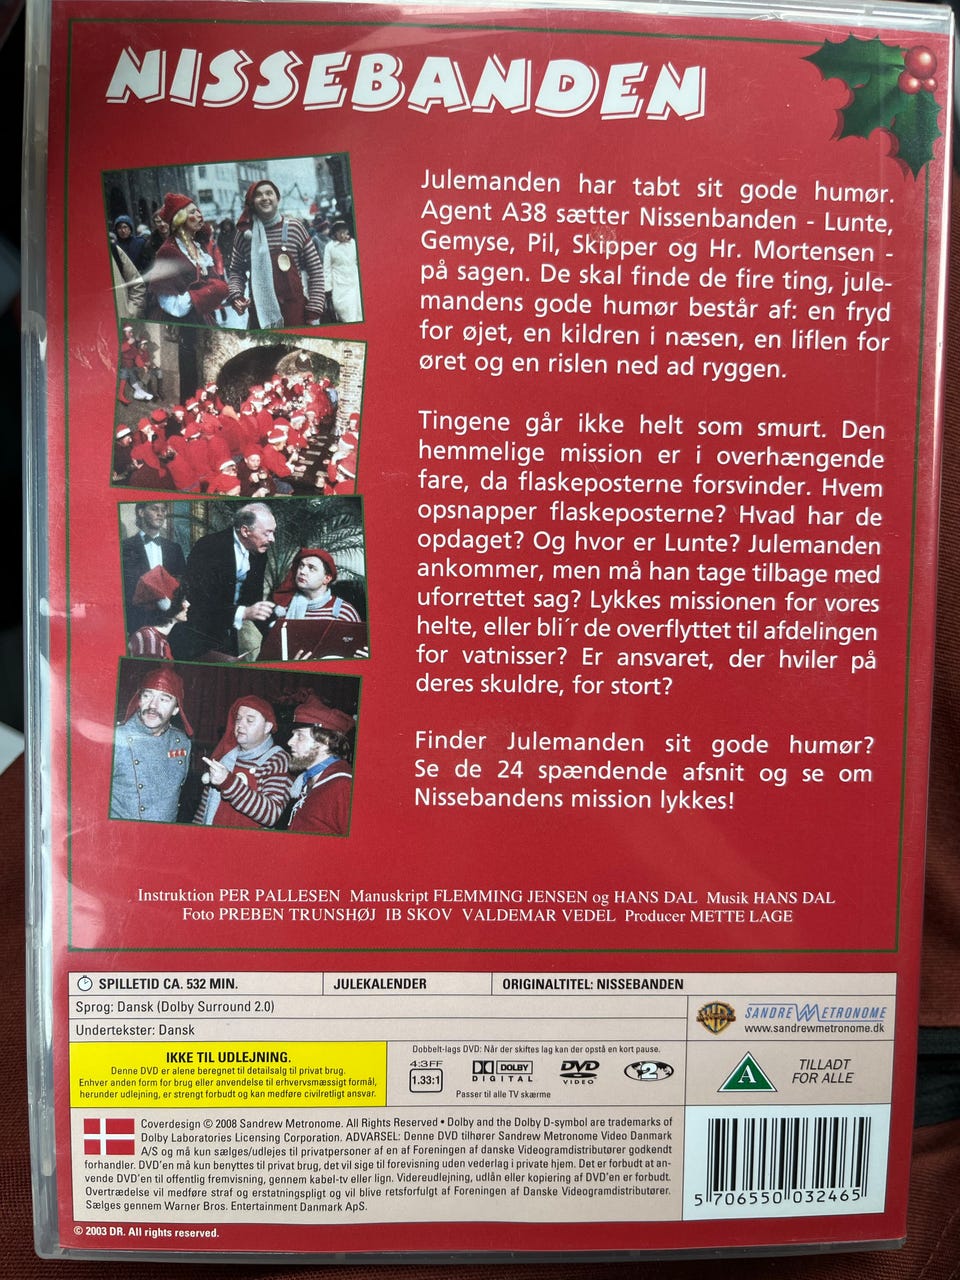 NISSEBANDEN
Julemanden har tabt sit gode humør.
Agent A38 sætter Nissenbanden - Lunte,
Gemyse, Pil, Skipper og Hr. Mortensen -
på sagen. De skal finde de fire ting, jule-
mandens gode humør består af: en fryd
for øjet, en kildren i næsen, en liflen for
øret og en rislen ned ad ryggen.
Tingene går ikke helt som smurt. Den
hemmelige mission er i overhængende
fare, da flaskeposterne forsvinder. Hvem
opsnapper flaskeposterne? Hvad har de
opdaget? Og hvor er Lunte? Julemanden
ankommer, men må han tage tilbage med
uforrettet sag? Lykkes missionen for vores
helte, eller bli´r de overflyttet til afdelingen
for vatnisser? Er ansvaret, der hviler på
deres skuldre, for stort?
Finder Julemanden sit gode humør?
Se de 24 spændende afsnit og se om
Nissebandens mission lykkes!
Instruktion PER PALLESEN Manuskript FLEMMING JENSEN og HANS DAL Musik HANS DAL
Foto PREBEN TRUNSHØJ IB SKOV VALDEMAR VEDEL Producer METTE LAGE
SPILLETID CA. 532 MIN.
JULEKALENDER
ORIGINALTITEL: NISSEBANDEN
Sprog: Dansk (Dolby Surround 2.0)
Undertekster: Dansk
WB
SANDREW METRONOME
www.sandrewmetronome.dk
IKKE TIL UDLEJNING.
Denne DVD er alene beregnet til detailsalg til privat brug.
Enhver anden form for brug eller anvendelse til erhvervsmæssigt formål,
herunder udlejning, er strengt forbudt og kan medføre civilretligt ansvar.
Dobbelt-lags DVD: Når der skiftes lag kan der opstå en kort pause.
4:3FF
1.33:1
DOLBY
DIGITAL
DVD
VIDEO
2
Passer til alle TV skærme
A
TILLADT
FOR ALLE
Coverdesign © 2008 Sandrew Metronome. All Rights Reserved • Dolby and the Dolby D-symbol are trademarks of
Dolby Laboratories Licensing Corporation. ADVARSEL: Denne DVD tilhører Sandrew Metronome Video Danmark
A/S og må kun sælges/udlejes til privatpersoner af en af Foreningen af danske Videogramdistributører godkendt
forhandler. DVD'en må kun benyttes til privat brug, det vil sige til forevisning uden vederlag i private hjem. Det er forbudt at an-
vende DVD'en til offentlig fremvisning, gennem kabel-tv eller lign. Videreudlejning, udlån eller kopiering af DVD'en er forbudt.
Overtrædelse vil medføre straf og erstatningspligt og vil blive retsforfulgt af Foreningen af Danske Videogramdistributører.
Sælges gennem Warner Bros. Entertainment Danmark ApS.
5 706550 032465
© 2003 DR. All rights reserved.